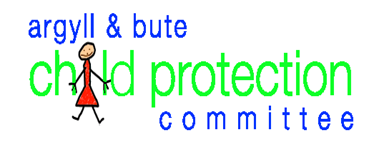 argyll & bute
child protection
committee